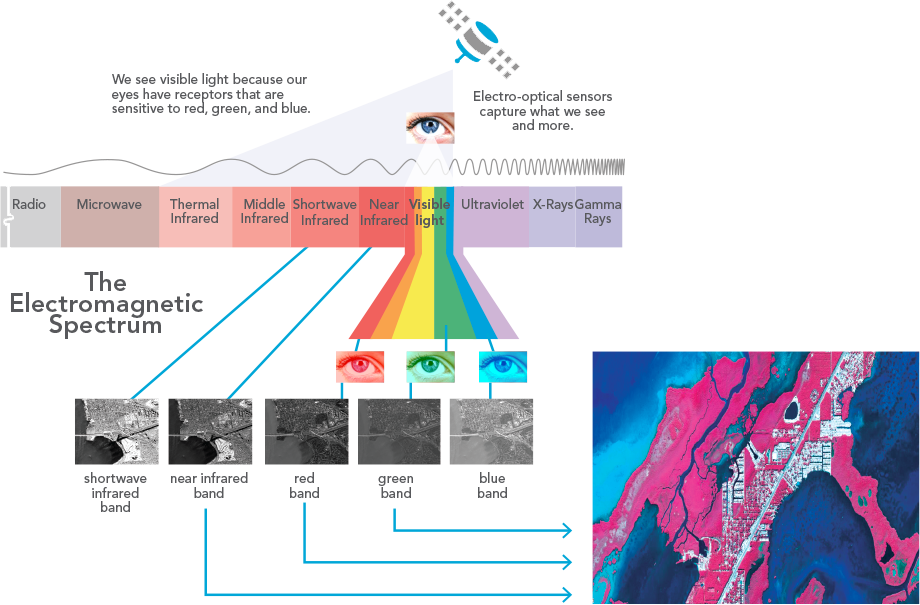 We see visible light because our
eyes have receptors that are
sensitive to red, green, and blue.
Electro-optical sensors
capture what we see
and more.
Radio
Microwave
Thermal
Infrared
Middle
Infrared
Shortwave
Infrared
Near
Infrared
Visible
light
Ultraviolet
X-Rays
Gamma
Rays
The
Electromagnetic
Spectrum
shortwave
infrared
band
near infrared
band
red
band
green
band
blue
band